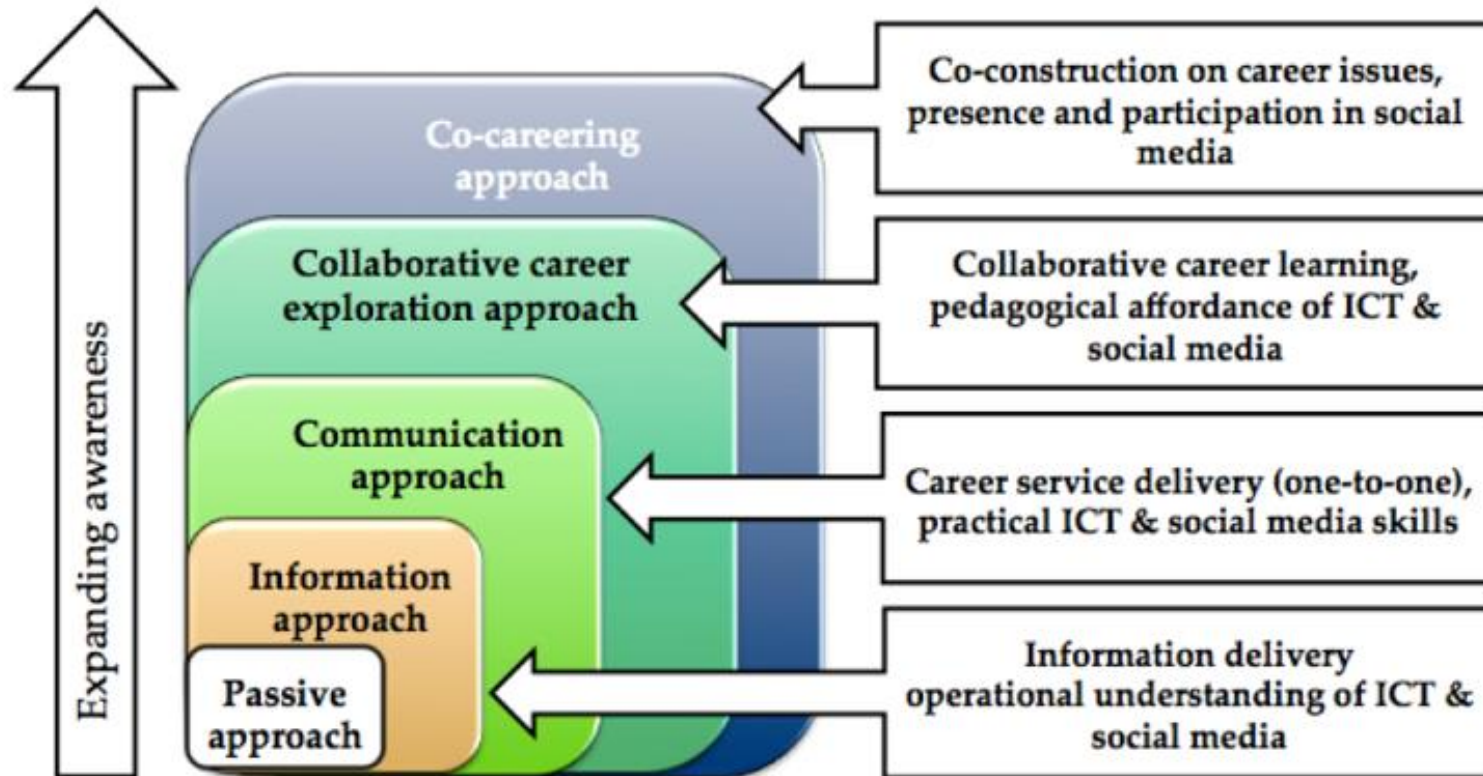 Expanding awareness
Co-careering
approach
Co-construction on career issues,
presence and participation in social
media
Collaborative career
exploration approach
Collaborative career learning,
pedagogical affordance of ICT &
social media
Communication
approach
Career service delivery (one-to-one),
practical ICT & social media skills
Information
approach
Information delivery
operational understanding of ICT &
social media
Passive
approach